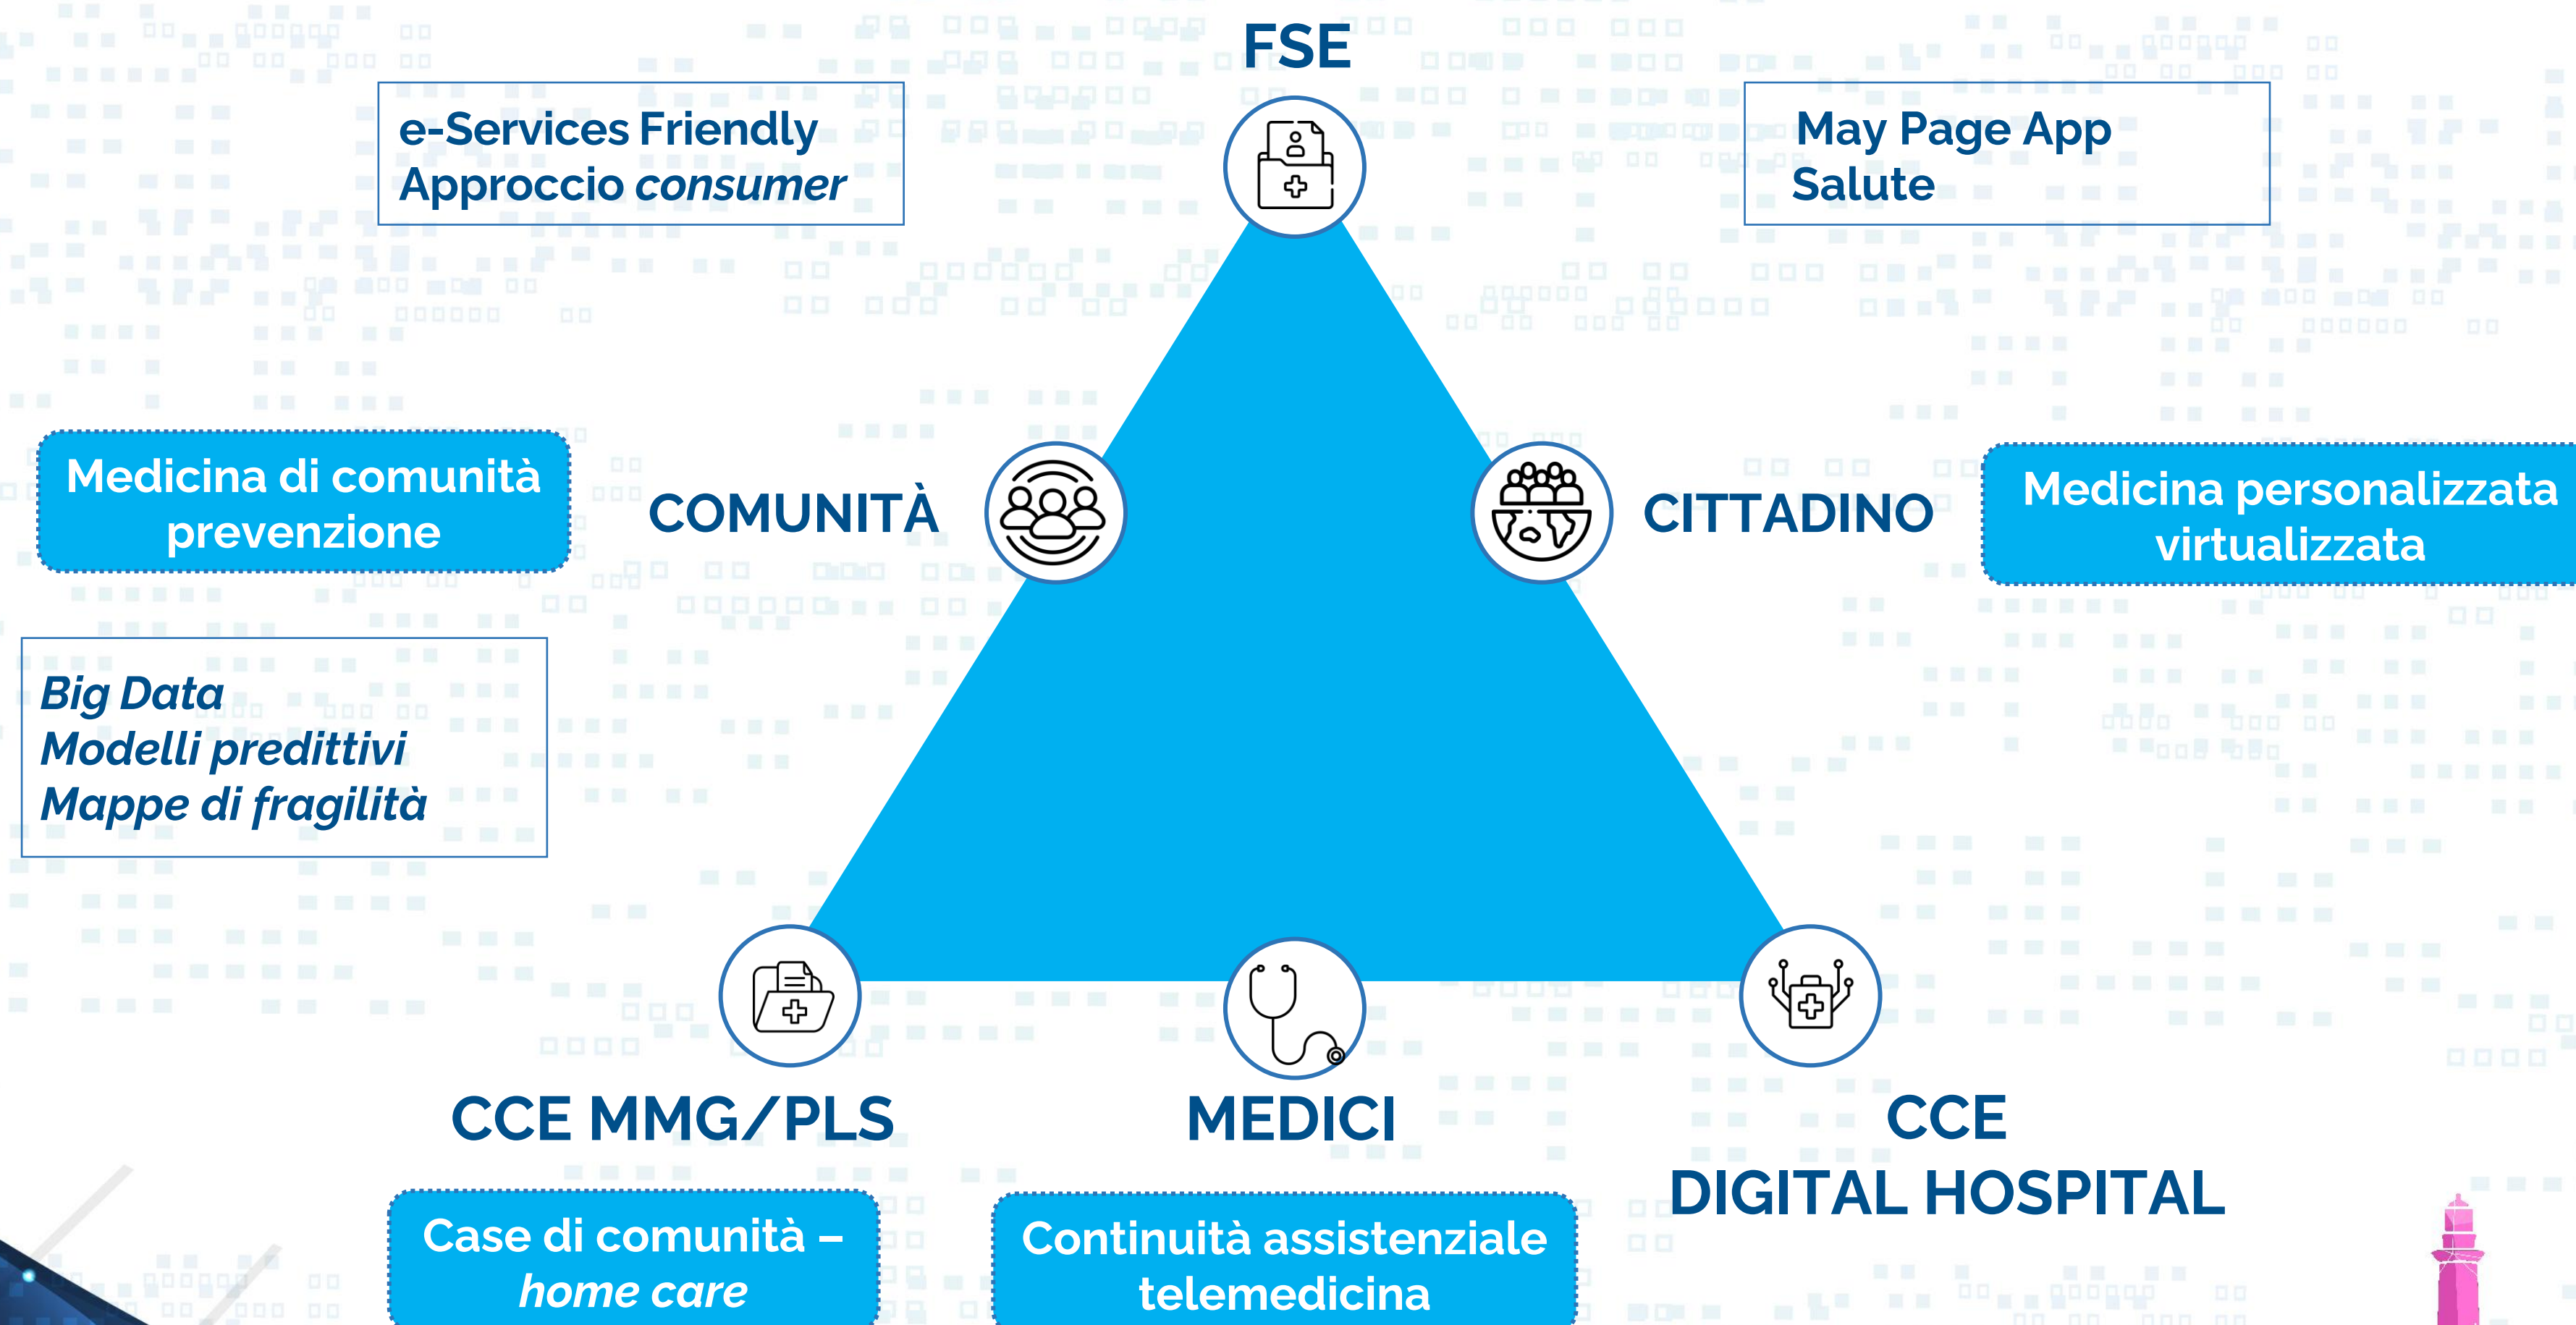 FSE
e-Services Friendly
Approccio consumer
May Page App
Salute
Medicina di comunità
prevenzione
COMUNITÀ
CITTADINO
Medicina personalizzata
virtualizzata
Big Data
Modelli predittivi
Mappe di fragilità
CCE MMG/PLS
MEDICI
CCE
DIGITAL HOSPITAL
Case di comunità –
home care
Continuità assistenziale
telemedicina